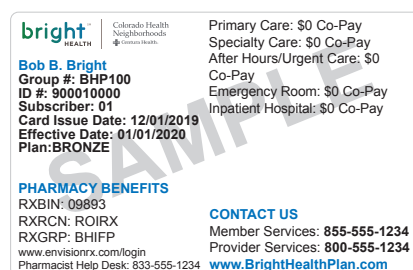 bright™
HEALTH
Colorado Health
Neighborhoods
Centura Health.
Bob B. Bright
Group #: BHP100
ID #: 900010000
Subscriber: 01
Card Issue Date: 12/01/2019
Effective Date: 01/01/2020
Plan:BRONZE
PHARMACY BENEFITS
RXBIN: 09893
RXRCN: ROIRX
RXGRP: BHIFP
www.envisionrx.com/login
Pharmacist Help Desk: 833-555-1234
Primary Care: $0 Co-Pay
Specialty Care: $0 Co-Pay
After Hours/Urgent Care: $0
Co-Pay
Emergency Room: $0 Co-Pay
Inpatient Hospital: $0 Co-Pay
CONTACT US
Member Services: 855-555-1234
Provider Services: 800-555-1234
www.BrightHealthPlan.com
SAMPLE